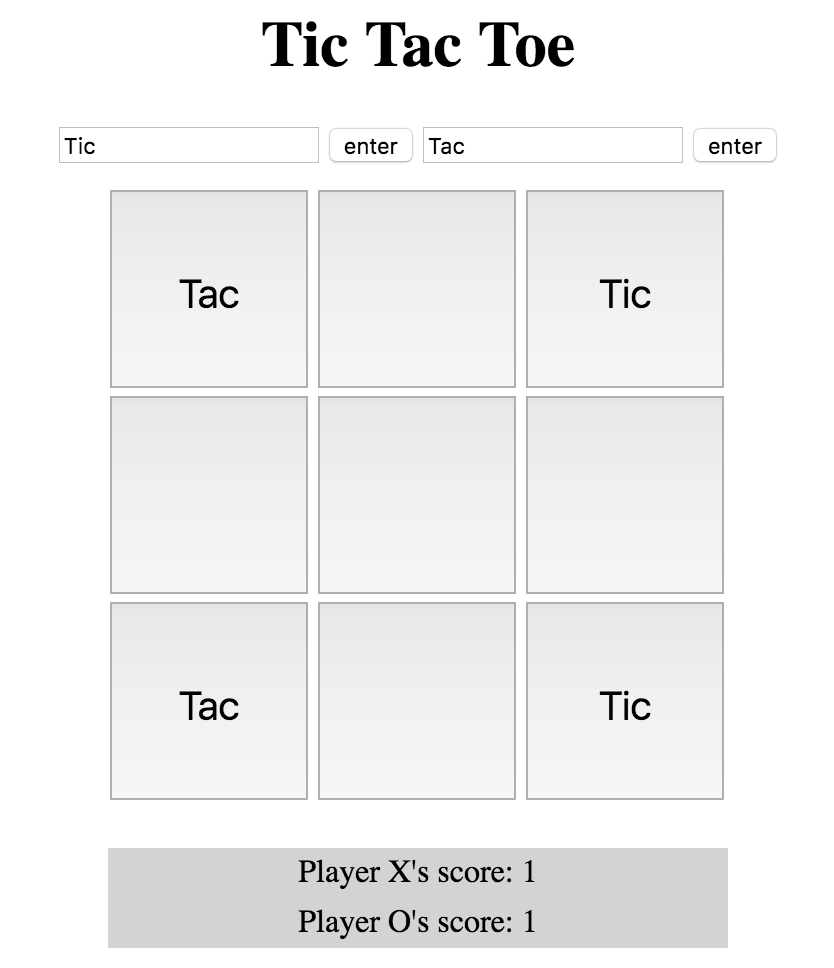 Tic Tac Toe
Tic enter Tac enter
Tac Tic
Tac Tic
Player X's score: 1
Player O's score: 1